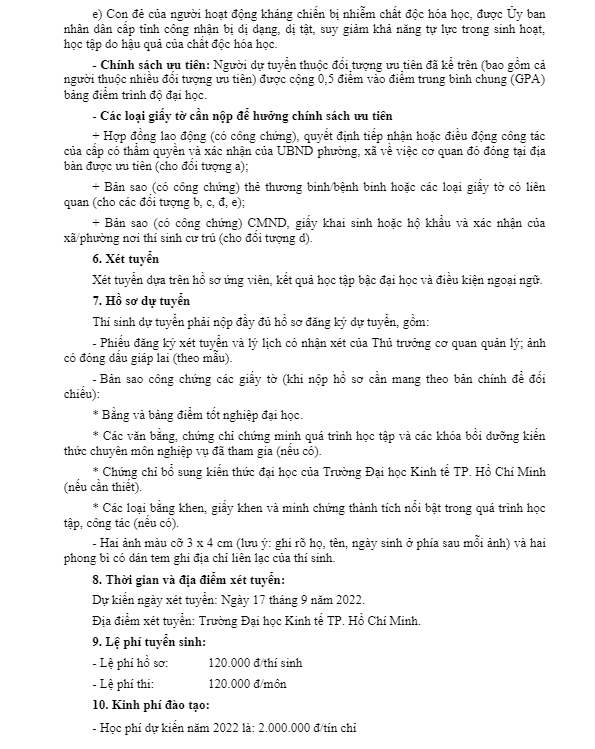 e) Con đẻ của người hoạt động kháng chiến bị nhiễm chất độc hóa học, được Ủy ban
nhân dân cấp tỉnh công nhận bị dị dạng, dị tật, suy giảm khả năng tự lực trong sinh hoạt,
học tập do hậu quả của chất độc hóa học.
- Chính sách ưu tiên: Người dự tuyển thuộc đối tượng ưu tiên đã kể trên (bao gồm cả
người thuộc nhiều đối tượng ưu tiên) được cộng 0,5 điểm vào điểm trung bình chung (GPA)
bảng điểm trình độ đại học.
- Các loại giấy tờ cần nộp để hưởng chính sách ưu tiên
+ Hợp đồng lao động (có công chứng), quyết định tiếp nhận hoặc điều động công tác
của cấp có thẩm quyền và xác nhận của UBND phường, xã về việc cơ quan đó đóng tại địa
bàn được ưu tiên (cho đối tượng a);
+ Bản sao (có công chứng) thẻ thương binh/bệnh binh hoặc các loại giấy tờ có liên
quan (cho các đối tượng b, c, đ, e);
+ Bản sao (có công chứng) CMND, giấy khai sinh hoặc hộ khẩu và xác nhận của
xã/phường nơi thí sinh cư trú (cho đối tượng d).
6. Xét tuyển
Xét tuyển dựa trên hồ sơ ứng viên, kết quả học tập bậc đại học và điều kiện ngoại ngữ.
7. Hồ sơ dự tuyển
Thí sinh dự tuyển phải nộp đầy đủ hồ sơ đăng ký dự tuyển, gồm:
- Phiếu đăng ký xét tuyển và lý lịch có nhận xét của Thủ trưởng cơ quan quản lý; ảnh
có đóng dấu giáp lai (theo mẫu).
- Bản sao công chứng các giấy tờ (khi nộp hồ sơ cần mang theo bản chính để đối
chiếu):
* Bằng và bảng điểm tốt nghiệp đại học.
* Các văn bằng, chứng chỉ chứng minh quá trình học tập và các khóa bồi dưỡng kiến
thức chuyên môn nghiệp vụ đã tham gia (nếu có).
* Chứng chỉ bổ sung kiến thức đại học của Trường Đại học Kinh tế TP. Hồ Chí Minh
(nếu cần thiết).
* Các loại bằng khen, giấy khen và minh chứng thành tích nổi bật trong quá trình học
tập, công tác (nếu có).
- Hai ảnh màu cỡ 3 x 4 cm (lưu ý: ghi rõ họ, tên, ngày sinh ở phía sau mỗi ảnh) và hai
phong bì có dán tem ghi địa chỉ liên lạc của thí sinh.
8. Thời gian và địa điểm xét tuyển:
Dự kiến ngày xét tuyển: Ngày 17 tháng 9 năm 2022.
Địa điểm xét tuyển: Trường Đại học Kinh tế TP. Hồ Chí Minh.
9. Lệ phí tuyển sinh:
- Lệ phí hồ sơ: 120.000 đ/thí sinh
- Lệ phí thi: 120.000 đ/môn
10. Kinh phí đào tạo:
- Học phí dự kiến năm 2022 là: 2.000.000 đ/tín chỉ